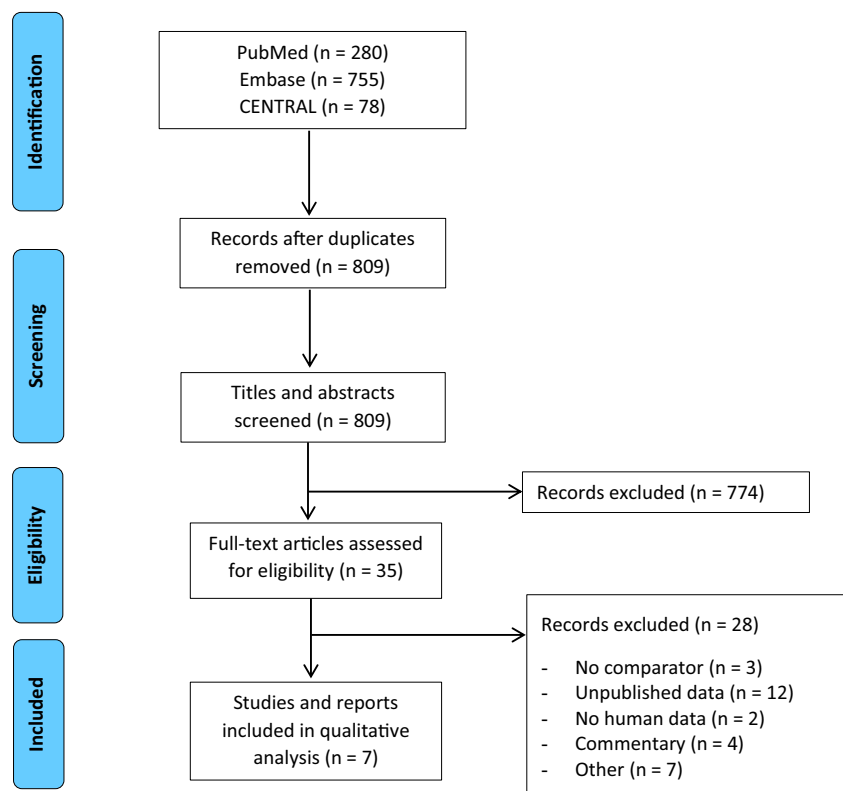 Identification
PubMed (n = 280)
Embase (n = 755)
CENTRAL (n = 78)
Records after duplicates
removed (n = 809)
Screening
Titles and abstracts
screened (n = 809)
Records excluded (n = 774)
Eligibility
Full-text articles assessed
for eligibility (n = 35)
Records excluded (n = 28)
- No comparator (n = 3)
- Unpublished data (n = 12)
- No human data (n = 2)
- Commentary (n = 4)
- Other (n = 7)
Included
Studies and reports
included in qualitative
analysis (n = 7)